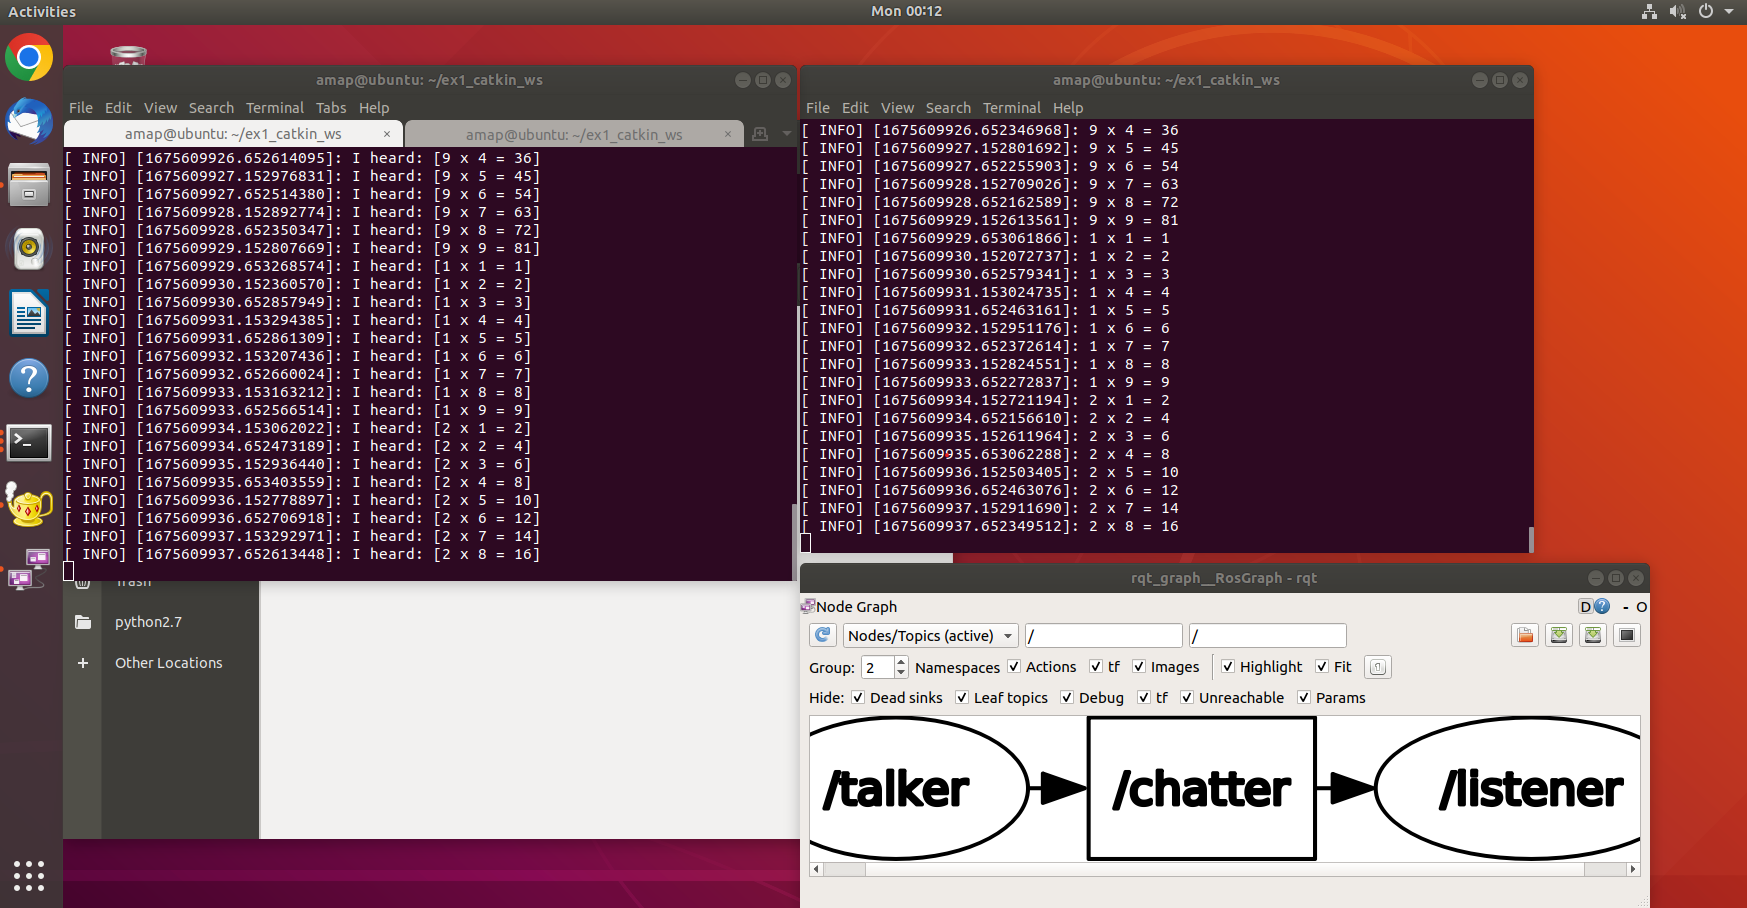 Activities
Mon 00:12
amap@ubuntu: ~/ex1_catkin_ws
File Edit View Search Terminal Tabs Help
amap@ubuntu: ~/ex1_catkin_ws ×
amap@ubuntu: ~/ex1_catkin_ws ×
[ INFO] [1675609926.652614095]: I heard: [9 x 4 = 36]
[ INFO] [1675609927.152976831]: I heard: [9 x 5 = 45]
[ INFO] [1675609927.652514380]: I heard: [9 x 6 = 54]
[ INFO] [1675609928.152892774]: I heard: [9 x 7 = 63]
[ INFO] [1675609928.652350347]: I heard: [9 x 8 = 72]
[ INFO] [1675609929.152807669]: I heard: [9 x 9 = 81]
[ INFO] [1675609929.653268574]: I heard: [1 x 1 = 1]
[ INFO] [1675609930.152360570]: I heard: [1 x 2 = 2]
[ INFO] [1675609930.652857949]: I heard: [1 x 3 = 3]
[ INFO] [1675609931.153294385]: I heard: [1 x 4 = 4]
[ INFO] [1675609931.652861309]: I heard: [1 x 5 = 5]
[ INFO] [1675609932.153207436]: I heard: [1 x 6 = 6]
[ INFO] [1675609932.652660024]: I heard: [1 x 7 = 7]
[ INFO] [1675609933.153163212]: I heard: [1 x 8 = 8]
[ INFO] [1675609933.652566514]: I heard: [1 x 9 = 9]
[ INFO] [1675609934.153062022]: I heard: [2 x 1 = 2]
[ INFO] [1675609934.652473189]: I heard: [2 x 2 = 4]
[ INFO] [1675609935.152936440]: I heard: [2 x 3 = 6]
[ INFO] [1675609935.653403559]: I heard: [2 x 4 = 8]
[ INFO] [1675609936.152778897]: I heard: [2 x 5 = 10]
[ INFO] [1675609936.652706918]: I heard: [2 x 6 = 12]
[ INFO] [1675609937.153292971]: I heard: [2 x 7 = 14]
[ INFO] [1675609937.652613448]: I heard: [2 x 8 = 16]
Trash
python2.7
Other Locations
amap@ubuntu: ~/ex1_catkin_ws
File Edit View Search Terminal Help
[ INFO] [1675609926.652346968]: 9 x 4 = 36
[ INFO] [1675609927.152801692]: 9 x 5 = 45
[ INFO] [1675609927.652255903]: 9 x 6 = 54
[ INFO] [1675609928.152709026]: 9 x 7 = 63
[ INFO] [1675609928.652162589]: 9 x 8 = 72
[ INFO] [1675609929.152613561]: 9 x 9 = 81
[ INFO] [1675609929.653061866]: 1 x 1 = 1
[ INFO] [1675609930.152072737]: 1 x 2 = 2
[ INFO] [1675609930.652579341]: 1 x 3 = 3
[ INFO] [1675609931.153024735]: 1 x 4 = 4
[ INFO] [1675609931.652463161]: 1 x 5 = 5
[ INFO] [1675609932.152951176]: 1 x 6 = 6
[ INFO] [1675609932.652372614]: 1 x 7 = 7
[ INFO] [1675609933.152824551]: 1 x 8 = 8
[ INFO] [1675609933.652272837]: 1 x 9 = 9
[ INFO] [1675609934.152721194]: 2 x 1 = 2
[ INFO] [1675609934.652156610]: 2 x 2 = 4
[ INFO] [1675609935.152611964]: 2 x 3 = 6
[ INFO] [1675609935.653062288]: 2 x 4 = 8
[ INFO] [1675609936.152503405]: 2 x 5 = 10
[ INFO] [1675609936.652463076]: 2 x 6 = 12
[ INFO] [1675609937.152911690]: 2 x 7 = 14
[ INFO] [1675609937.652349512]: 2 x 8 = 16
rqt_graph__RosGraph - rqt
Node Graph
D ? - O
Nodes/Topics (active) / /
Group: 2 Namespaces Actions tf Images Highlight Fit
Hide: Dead sinks Leaf topics Debug tf Unreachable Params
/talker /chatter /listener